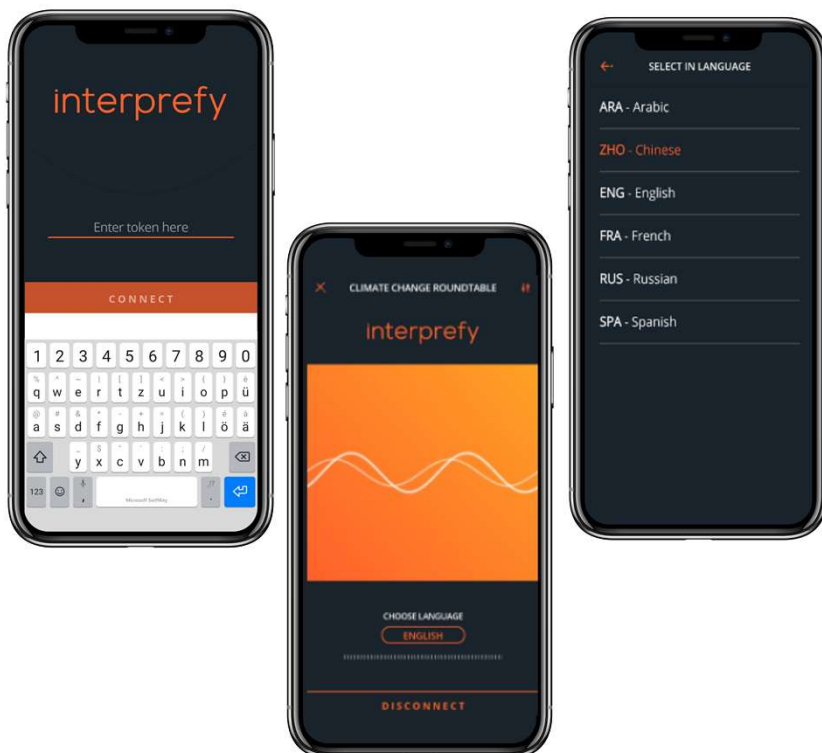 interprefy
Enter token here
CONNECT
1 2 3 4 5 6 7 8 9 0
q w e r t z u i o p ü
a s d f g h j k l ö ä
y x c v b n m
123
Microsoft SwiftKey
CLIMATE CHANGE ROUNDTABLE
interprefy
CHOOSE LANGUAGE
ENGLISH
DISCONNECT
SELECT IN LANGUAGE
ARA - Arabic
ZHO - Chinese
ENG - English
FRA - French
RUS - Russian
SPA - Spanish